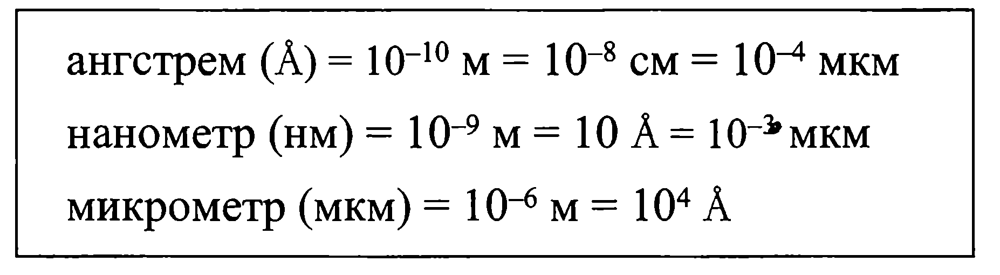 ангстрем (Å) = 10⁻¹⁰ м = 10⁻⁸ см = 10⁻⁴ мкм
нанометр (нм) = 10⁻⁹ м = 10 Å = 10⁻³ мкм
микрометр (мкм) = 10⁻⁶ м = 10⁴ Å